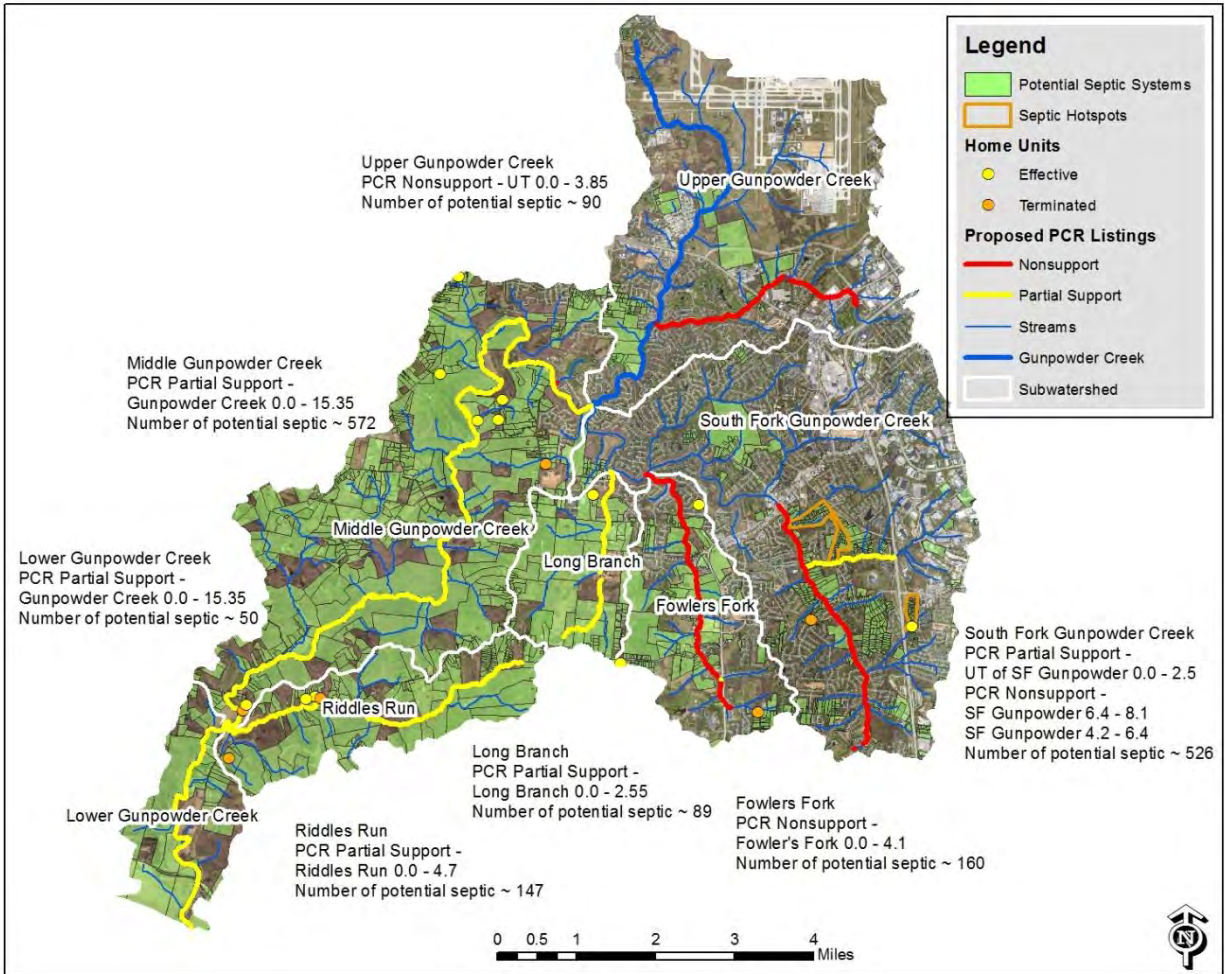 Legend
Potential Septic Systems
Septic Hotspots
Home Units
Effective
Terminated
Proposed PCR Listings
Nonsupport
Partial Support
Streams
Gunpowder Creek
Subwatershed
Upper Gunpowder Creek
PCR Nonsupport - UT 0.0 - 3.85
Number of potential septic ~ 90
Upper Gunpowder Creek
Middle Gunpowder Creek
PCR Partial Support -
Gunpowder Creek 0.0 - 15.35
Number of potential septic ~ 572
South Fork Gunpowder Creek
Middle Gunpowder Creek
Long Branch
Fowlers Fork
Lower Gunpowder Creek
PCR Partial Support -
Gunpowder Creek 0.0 - 15.35
Number of potential septic ~ 50
South Fork Gunpowder Creek
PCR Partial Support -
UT of SF Gunpowder 0.0 - 2.5
PCR Nonsupport -
SF Gunpowder 6.4 - 8.1
SF Gunpowder 4.2 - 6.4
Number of potential septic ~ 526
Riddles Run
Long Branch
PCR Partial Support -
Long Branch 0.0 - 2.55
Number of potential septic ~ 89
Fowlers Fork
PCR Nonsupport -
Fowler's Fork 0.0 - 4.1
Number of potential septic ~ 160
Lower Gunpowder Creek
Riddles Run
PCR Partial Support -
Riddles Run 0.0 - 4.7
Number of potential septic ~ 147
0 0.5 1 2 3 4
Miles
N